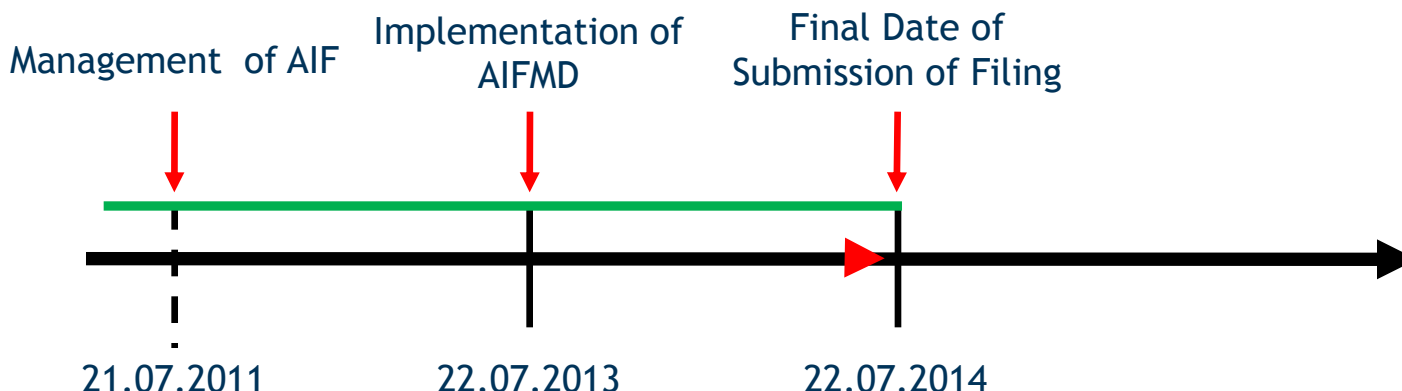 Management of AIF
Implementation of
AIFMD
Final Date of
Submission of Filing
21.07.2011
22.07.2013
22.07.2014